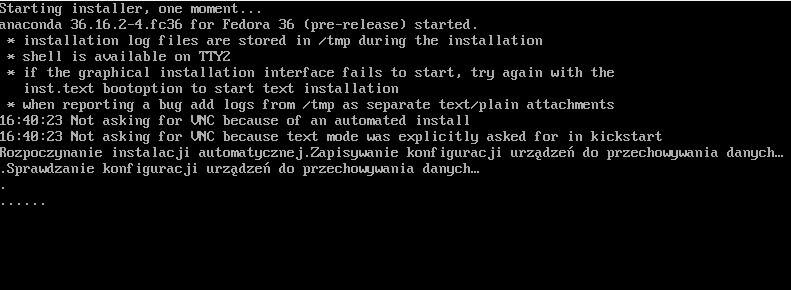 Starting installer, one moment...
anaconda 36.16.2-4.fc36 for Fedora 36 (pre-release) started.
* installation log files are stored in /tmp during the installation
* shell is available on TTY2
* if the graphical installation interface fails to start, try again with the
inst.text bootoption to start text installation
* when reporting a bug add logs from /tmp as separate text/plain attachments
16:40:23 Not asking for VNC because of an automated install
16:40:23 Not asking for VNC because text mode was explicitly asked for in kickstart
Rozpoczynanie instalacji automatycznej.Zapisywanie konfiguracji urządzeń do przechowywania danych…
.Sprawdzanie konfiguracji urządzeń do przechowywania danych…
.
......